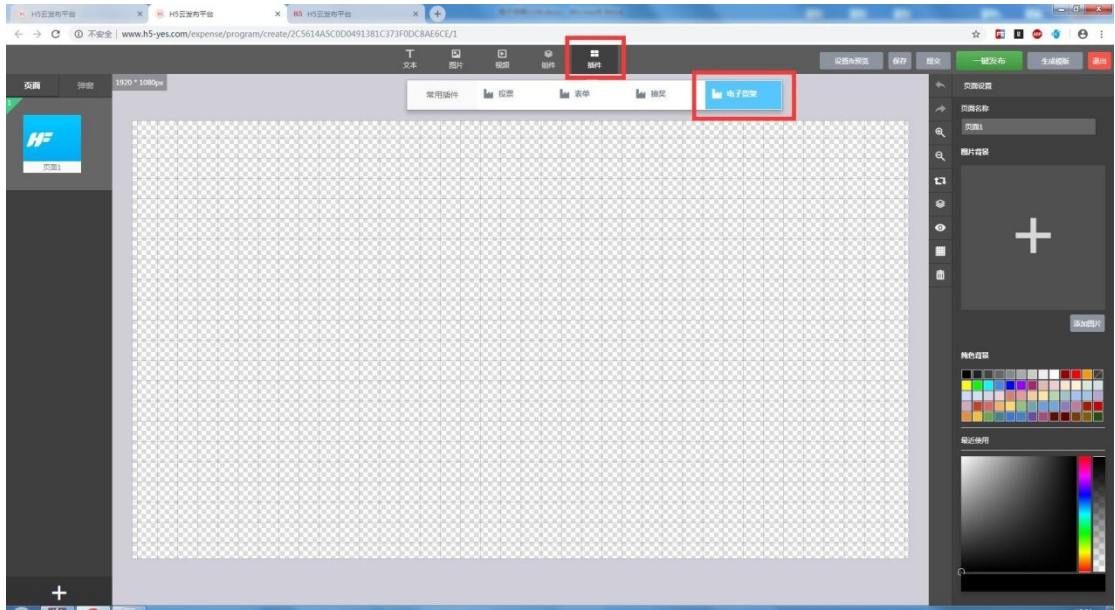 H5云发布平台
H5云发布平台
H5云发布平台
不安全 | www.h5-yes.com/expense/program/create/2C5614A5C0D0491381C373F0DC8AE6CE/1
文本
图片
视频
组件
插件
设置与预览
保存
提交
一键发布
生成模板
退出
页面
弹窗
1920 * 1080px
常用插件
投票
表单
抽奖
电子货架
1
页面1
页面设置
页面名称
页面1
图片背景
添加图片
纯色背景
最近使用